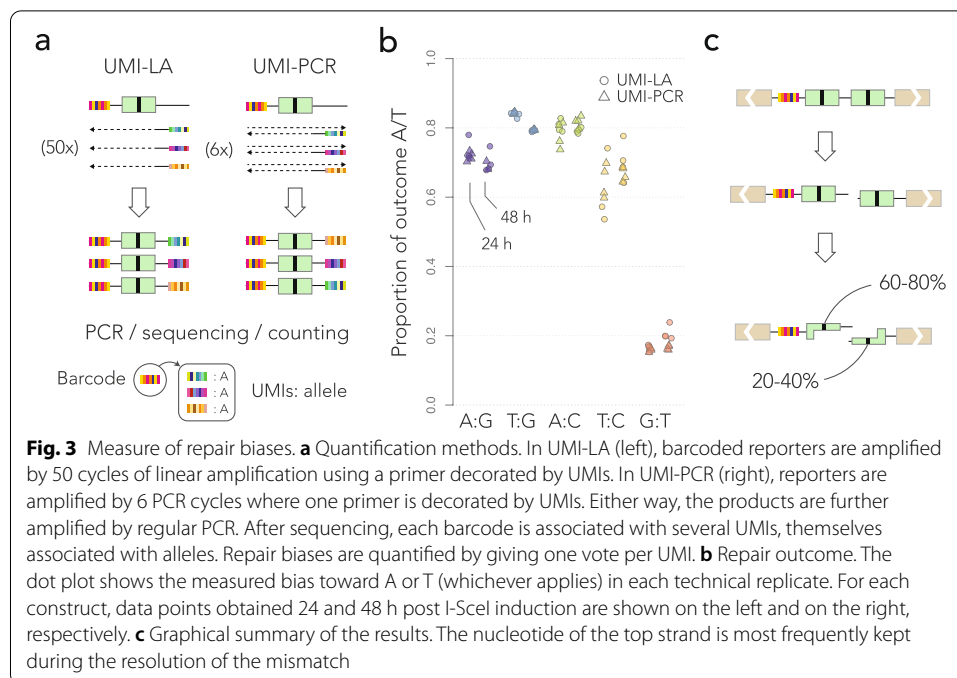 a
UMI-LA
UMI-PCR
(50x)
(6x)
PCR / sequencing / counting
Barcode
: A
: A
: A
UMIs: allele
b
Proportion of outcome A/T
1.0
0.8
0.6
0.4
0.2
0.0
UMI-LA
UMI-PCR
48 h
24 h
A:G
T:G
A:C
T:C
G:T
c
60-80%
20-40%
Fig. 3 Measure of repair biases. a Quantification methods. In UMI-LA (left), barcoded reporters are amplified
by 50 cycles of linear amplification using a primer decorated by UMIs. In UMI-PCR (right), reporters are
amplified by 6 PCR cycles where one primer is decorated by UMIs. Either way, the products are further
amplified by regular PCR. After sequencing, each barcode is associated with several UMIs, themselves
associated with alleles. Repair biases are quantified by giving one vote per UMI. b Repair outcome. The
dot plot shows the measured bias toward A or T (whichever applies) in each technical replicate. For each
construct, data points obtained 24 and 48 h post I-SceI induction are shown on the left and on the right,
respectively. c Graphical summary of the results. The nucleotide of the top strand is most frequently kept
during the resolution of the mismatch